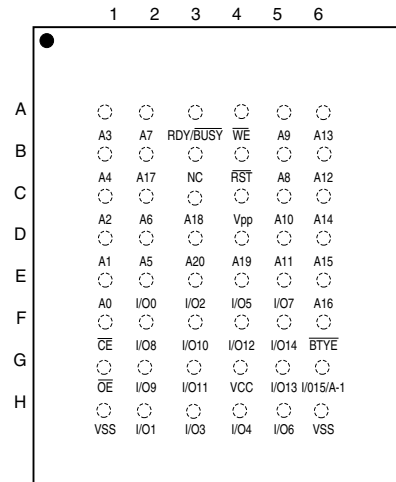 1 2 3 4 5 6
A
A3 A7 RDY/BUSY WE A9 A13
B
A4 A17 NC RST A8 A12
C
A2 A6 A18 Vpp A10 A14
D
A1 A5 A20 A19 A11 A15
E
A0 I/O0 I/O2 I/O5 I/O7 A16
F
CE I/O8 I/O10 I/O12 I/O14 BTYE
G
OE I/O9 I/O11 VCC I/O13 I/015/A-1
H
VSS I/O1 I/O3 I/O4 I/O6 VSS